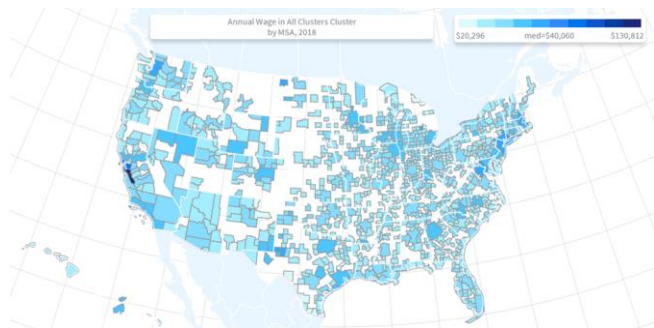 Annual Wage in All Clusters Cluster
by MSA, 2018
$20,296 med=$40,060 $130,812